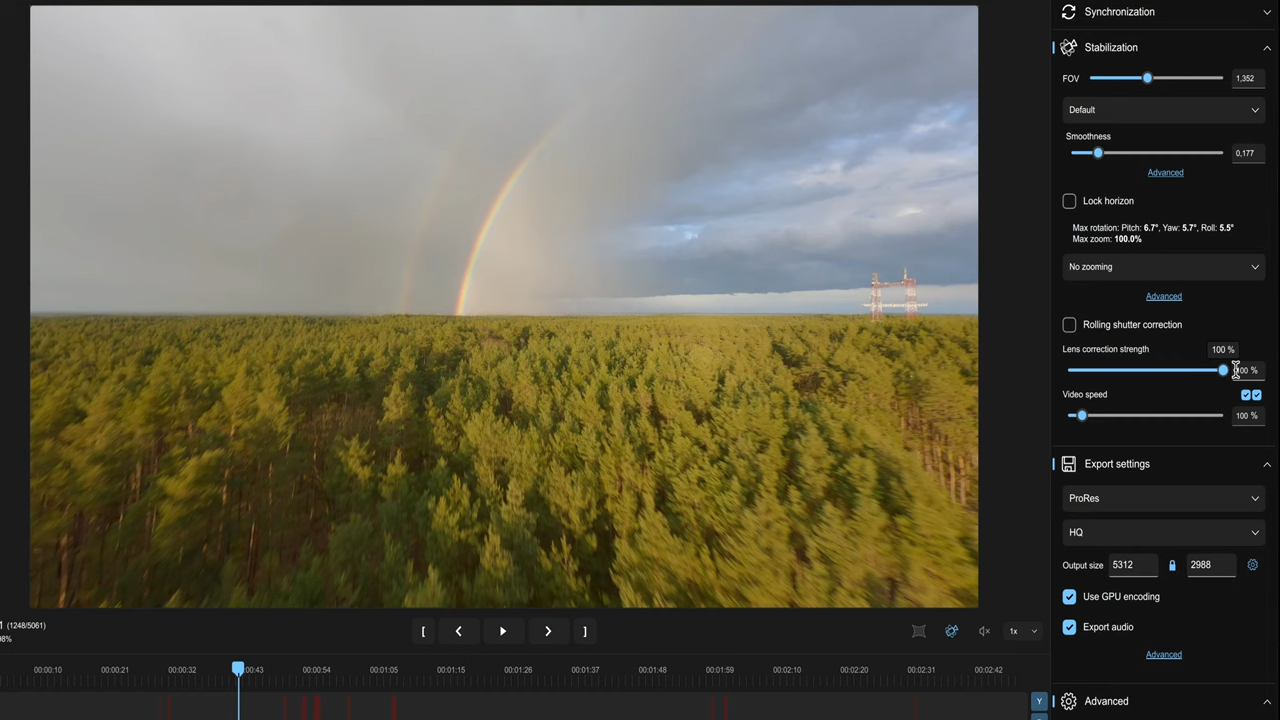 Synchronization
Stabilization
FOV 1,352
Default
Smoothness
0,177
Advanced
Lock horizon
Max rotation: Pitch: 6.7°, Yaw: 5.7°, Roll: 5.5°
Max zoom: 100.0%
No zooming
Advanced
Rolling shutter correction
Lens correction strength 100 %
00 %
Video speed
100 %
Export settings
ProRes
HQ
Output size 5312 2988
Use GPU encoding
Export audio
Advanced
Advanced
1 (1248/5061)
98%
[ ]
1x
00:00:10 00:00:21 00:00:32 00:43 00:00:54 00:01:05 00:01:15 00:01:26 00:01:37 00:01:48 00:01:59 00:02:10 00:02:20 00:02:31 00:02:42
Y